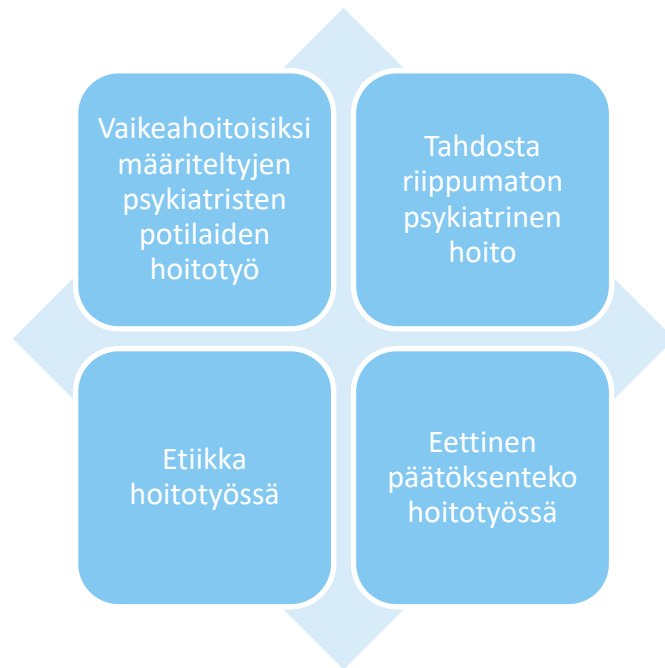 Vaikeahoitoisiksi
määriteltyjen
psykiatristen
potilaiden
hoitotyö
Tahdosta
riippumaton
psykiatrinen
hoito
Etiikka
hoitotyössä
Eettinen
päätöksenteko
hoitotyössä